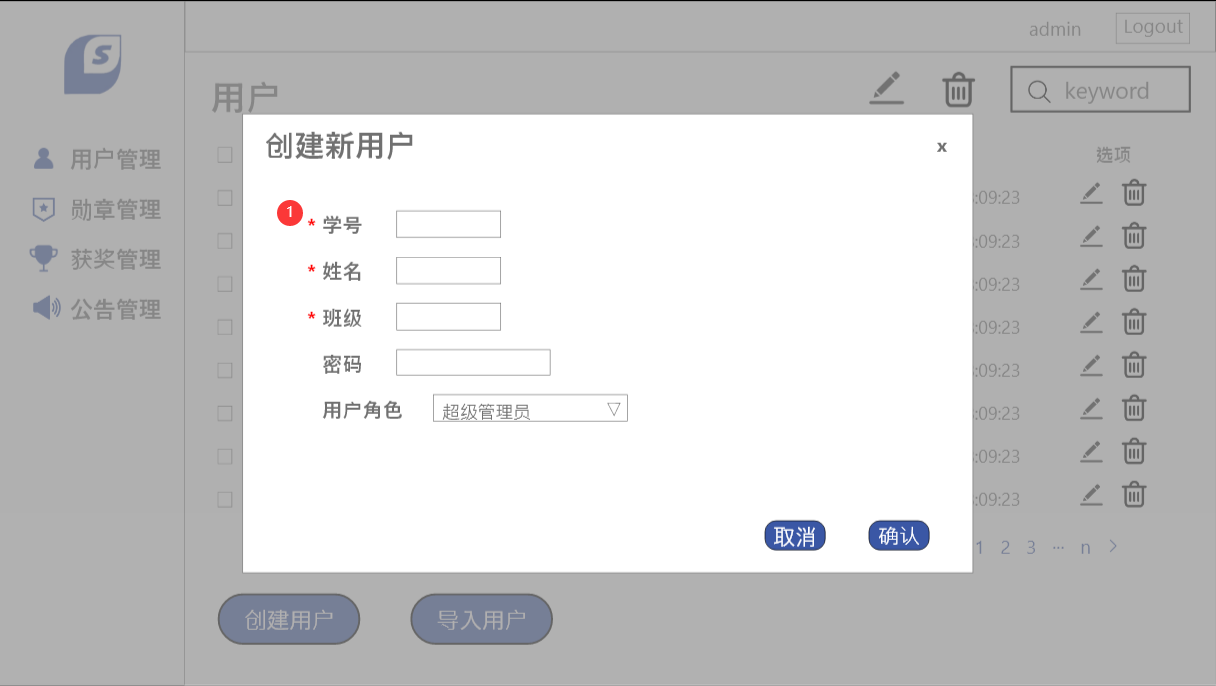 S
admin
Logout
用户
keyword
用户管理
勋章管理
获奖管理
公告管理
创建新用户
x
选项
1
* 学号
* 姓名
* 班级
密码
用户角色
超级管理员
:09:23
:09:23
:09:23
:09:23
:09:23
:09:23
:09:23
:09:23
取消
确认
1 2 3 ··· n >
创建用户
导入用户